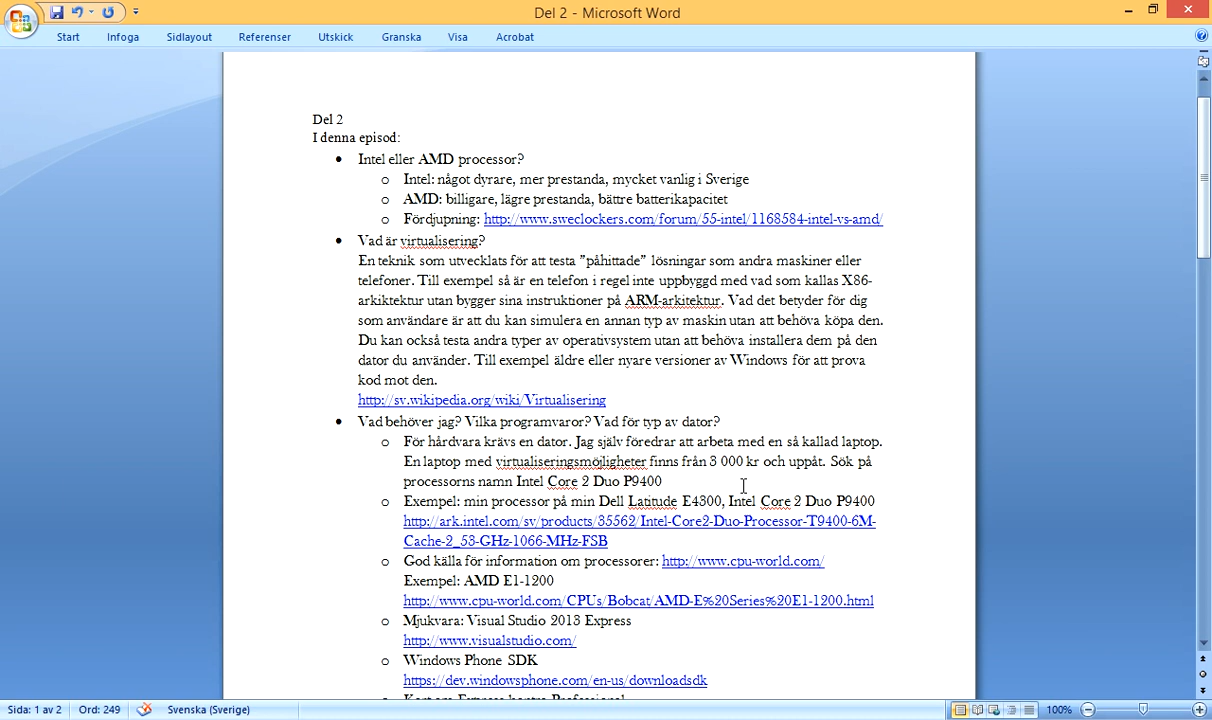 Del 2 - Microsoft Word
Start Infoga Sidlayout Referenser Utskick Granska Visa Acrobat
Del 2
I denna episod:
• Intel eller AMD processor?
o Intel: något dyrare, mer prestanda, mycket vanlig i Sverige
o AMD: billigare, lägre prestanda, bättre batterikapacitet
o Fördjupning: http://www.sweclockers.com/forum/55-intel/1168584-intel-vs-amd/
• Vad är virtualisering?
En teknik som utvecklats för att testa ”påhittade” lösningar som andra maskiner eller
telefoner. Till exempel så är en telefon i regel inte uppbyggd med vad som kallas X86-
arkiktektur utan bygger sina instruktioner på ARM-arkitektur. Vad det betyder för dig
som användare är att du kan simulera en annan typ av maskin utan att behöva köpa den.
Du kan också testa andra typer av operativsystem utan att behöva installera dem på den
dator du använder. Till exempel äldre eller nyare versioner av Windows för att prova
kod mot den.
http://sv.wikipedia.org/wiki/Virtualisering
• Vad behöver jag? Vilka programvaror? Vad för typ av dator?
o För hårdvara krävs en dator. Jag själv föredrar att arbeta med en så kallad laptop.
En laptop med virtualiseringsmöjligheter finns från 3 000 kr och uppåt. Sök på
processorns namn Intel Core 2 Duo P9400
o Exempel: min processor på min Dell Latitude E4300, Intel Core 2 Duo P9400
http://ark.intel.com/sv/products/35562/Intel-Core2-Duo-Processor-T9400-6M-
Cache-2_53-GHz-1066-MHz-FSB
o God källa för information om processorer: http://www.cpu-world.com/
Exempel: AMD E1-1200
http://www.cpu-world.com/CPUs/Bobcat/AMD-E%20Series%20E1-1200.html
o Mjukvara: Visual Studio 2013 Express
http://www.visualstudio.com/
o Windows Phone SDK
https://dev.windowsphone.com/en-us/downloadsdk
Sida: 1 av 2 Ord: 249 Svenska (Sverige) 100%